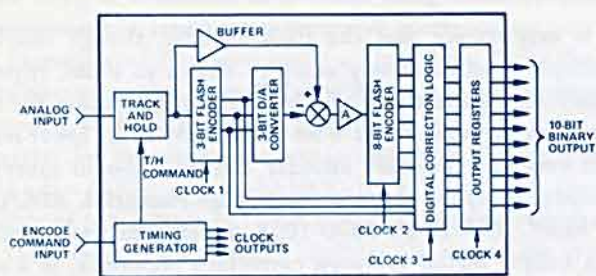 BUFFER
ANALOG
INPUT
TRACK
AND
HOLD
3-BIT FLASH
ENCODER
3-BIT D/A
CONVERTER
+
-
A
8-BIT FLASH
ENCODER
DIGITAL CORRECTION LOGIC
OUTPUT REGISTERS
10-BIT
BINARY
OUTPUT
T/H
COMMAND
CLOCK 1
ENCODE
COMMAND
INPUT
TIMING
GENERATOR
CLOCK
OUTPUTS
CLOCK 2
CLOCK 3
CLOCK 4